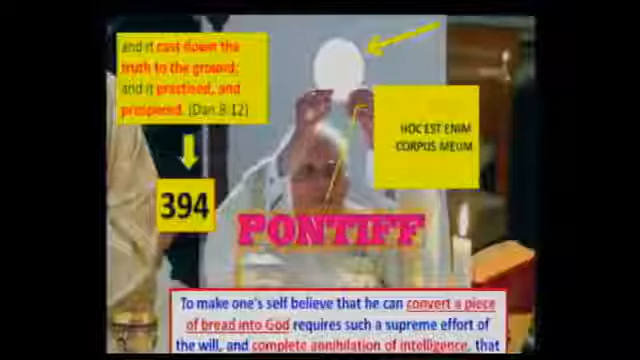 and it cast down the
truth to the ground;
and it practised, and
prospered. (Dan.8:12)
HOC EST ENIM
CORPUS MEUM
394
PONTIFF
To make one's self believe that he can convert a piece
of bread into God requires such a supreme effort of
the will, and complete annihilation of intelligence, that